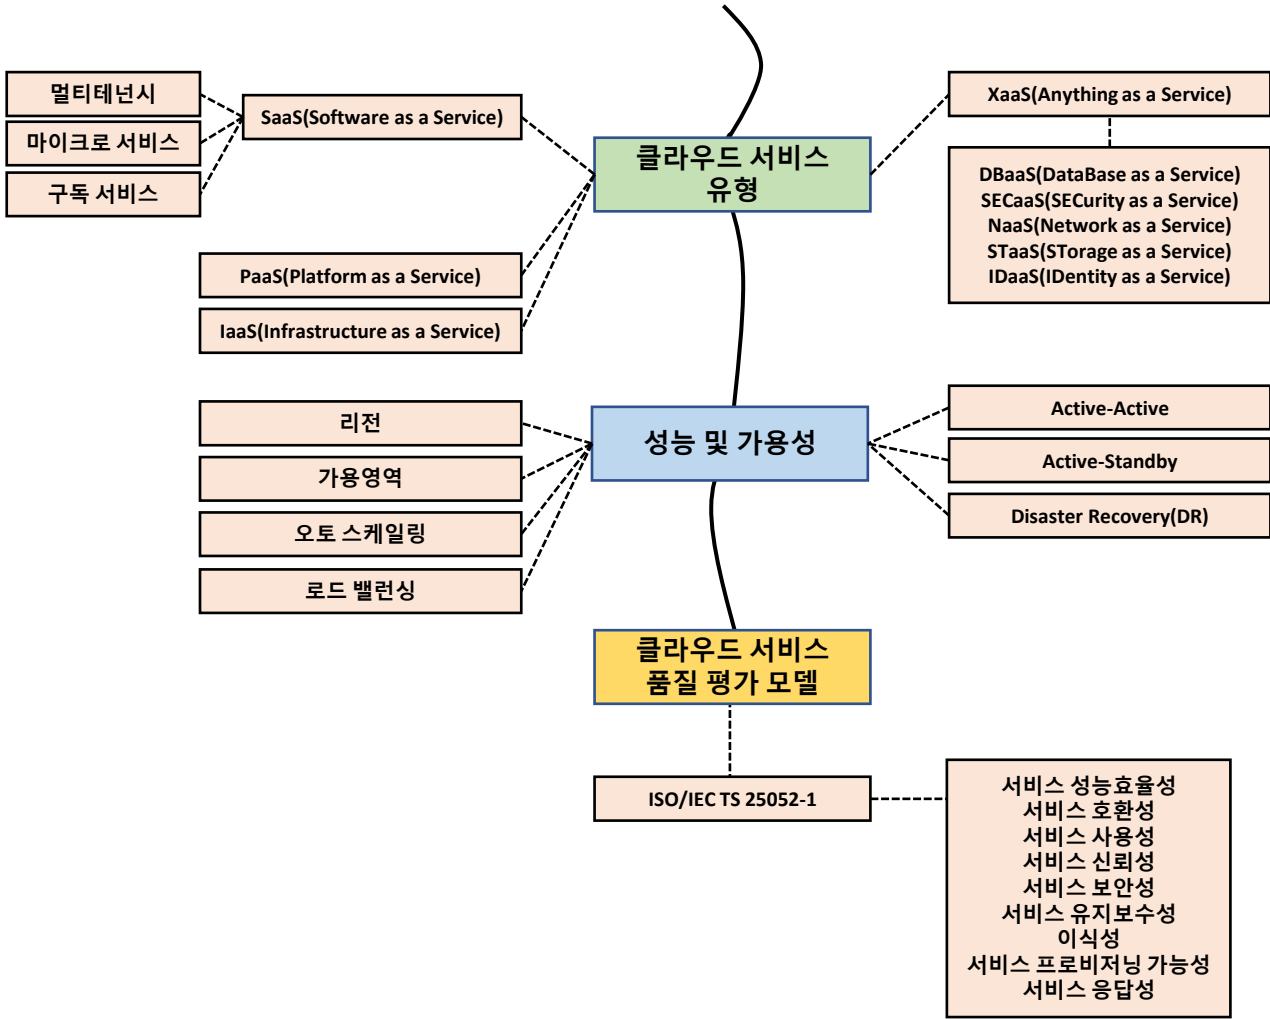 멀티테넌시
마이크로 서비스
구독 서비스
SaaS(Software as a Service)
클라우드 서비스
유형
XaaS(Anything as a Service)
DBaaS(DataBase as a Service)
SECaaS(SECurity as a Service)
NaaS(Network as a Service)
STaaS(STorage as a Service)
IDaaS(IDentity as a Service)
PaaS(Platform as a Service)
IaaS(Infrastructure as a Service)
리전
가용영역
오토 스케일링
로드 밸런싱
성능 및 가용성
Active-Active
Active-Standby
Disaster Recovery(DR)
클라우드 서비스
품질 평가 모델
ISO/IEC TS 25052-1
서비스 성능효율성
서비스 호환성
서비스 사용성
서비스 신뢰성
서비스 보안성
서비스 유지보수성
이식성
서비스 프로비저닝 가능성
서비스 응답성